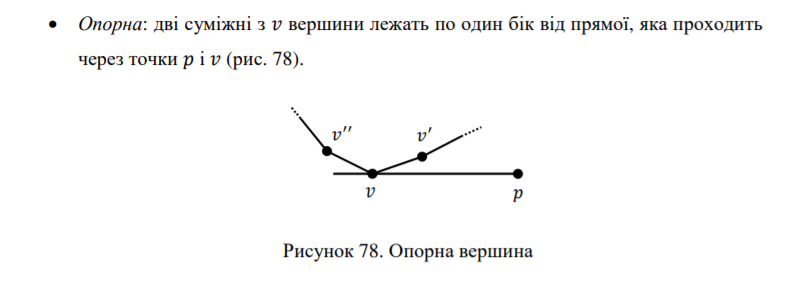 • Опорна: дві суміжні з v вершини лежать по один бік від прямої, яка проходить
через точки p і v (рис. 78).
v′′ v′
v p
Рисунок 78. Опорна вершина